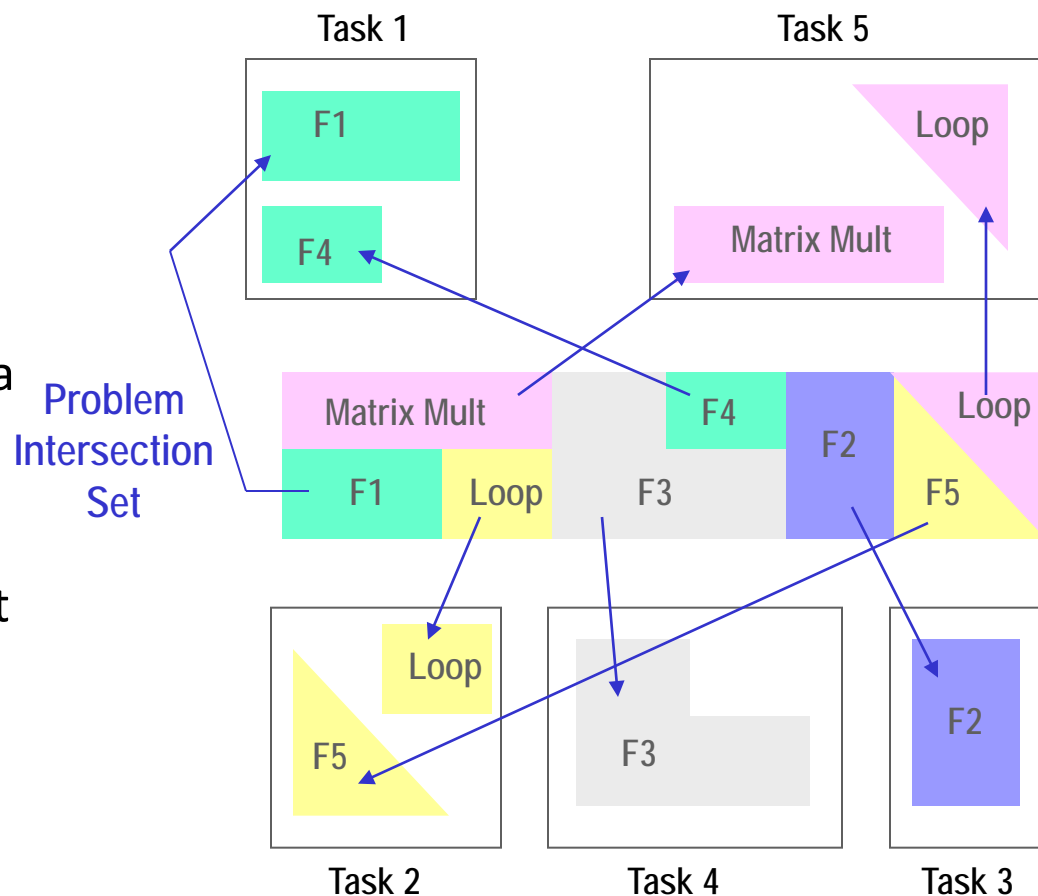 Task 1
Task 5
F1
F4
Loop
Matrix Mult
a
Problem
Intersection
Set
t
Matrix Mult
F4
F2
Loop
F1
Loop
F3
F5
Loop
F5
F3
F2
Task 2
Task 4
Task 3